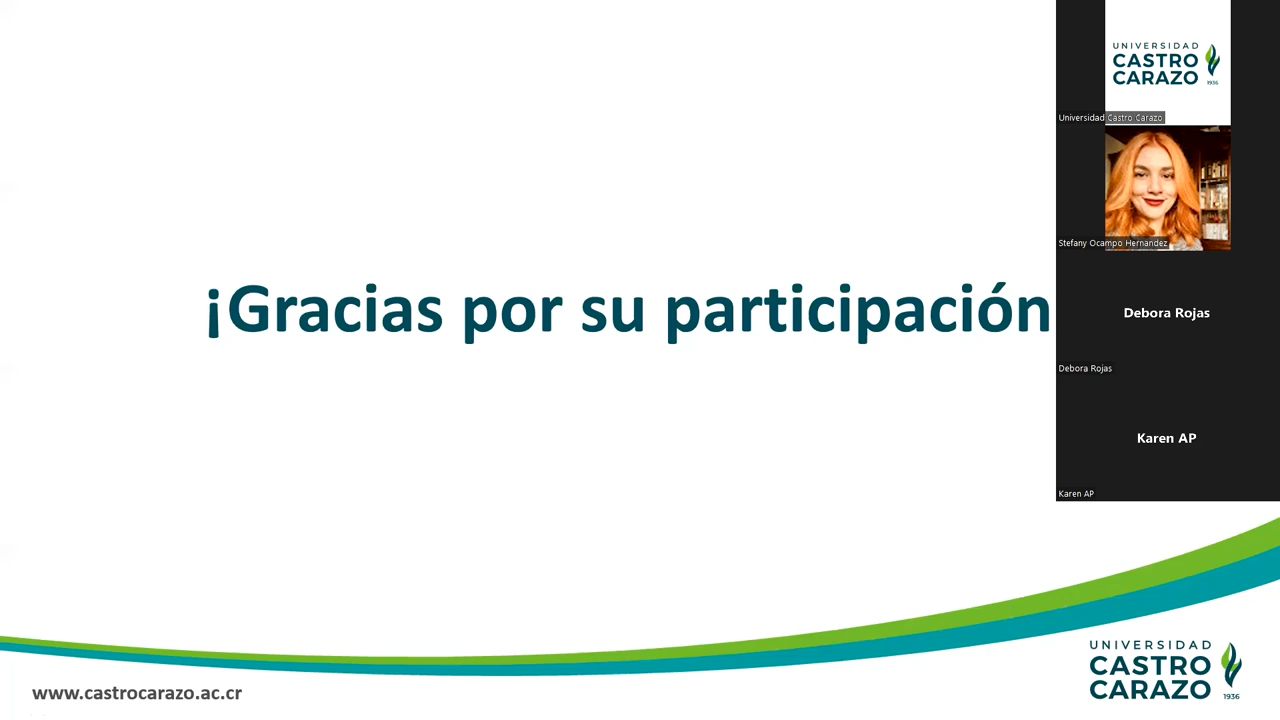 UNIVERSIDAD
CASTRO
CARAZO
1936
Universidad Castro Carazo
Stefany Ocampo Hernández
¡Gracias por su participación
Debora Rojas
Debora Rojas
Karen AP
Karen AP
UNIVERSIDAD
CASTRO
CARAZO
1936
www.castrocarazo.ac.cr